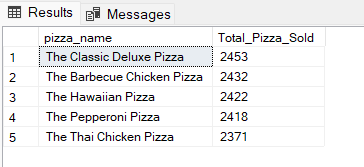 Results Messages
pizza_name Total_Pizza_Sold
1 The Classic Deluxe Pizza 2453
2 The Barbecue Chicken Pizza 2432
3 The Hawaiian Pizza 2422
4 The Pepperoni Pizza 2418
5 The Thai Chicken Pizza 2371